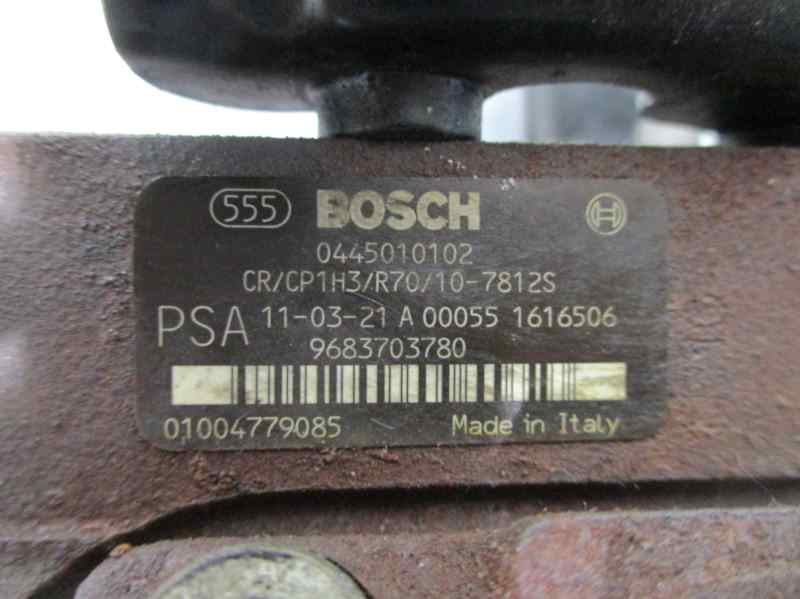 555 BOSCH
0445010102
CR/CP1H3/R70/10-7812S
PSA 11-03-21 A 00055 1616506
9683703780
01004779085 Made in Italy